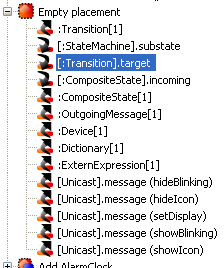 Empty placement
:Transition[1]
[:StateMachine].substate
[:Transition].target
[:CompositeState].incoming
:CompositeState[1]
:OutgoingMessage[1]
:Device[1]
:Dictionary[1]
:ExternExpression[1]
[Unicast].message (hideBlinking)
[Unicast].message (hideIcon)
[Unicast].message (setDisplay)
[Unicast].message (showBlinking)
[Unicast].message (showIcon)
Add AlarmClock